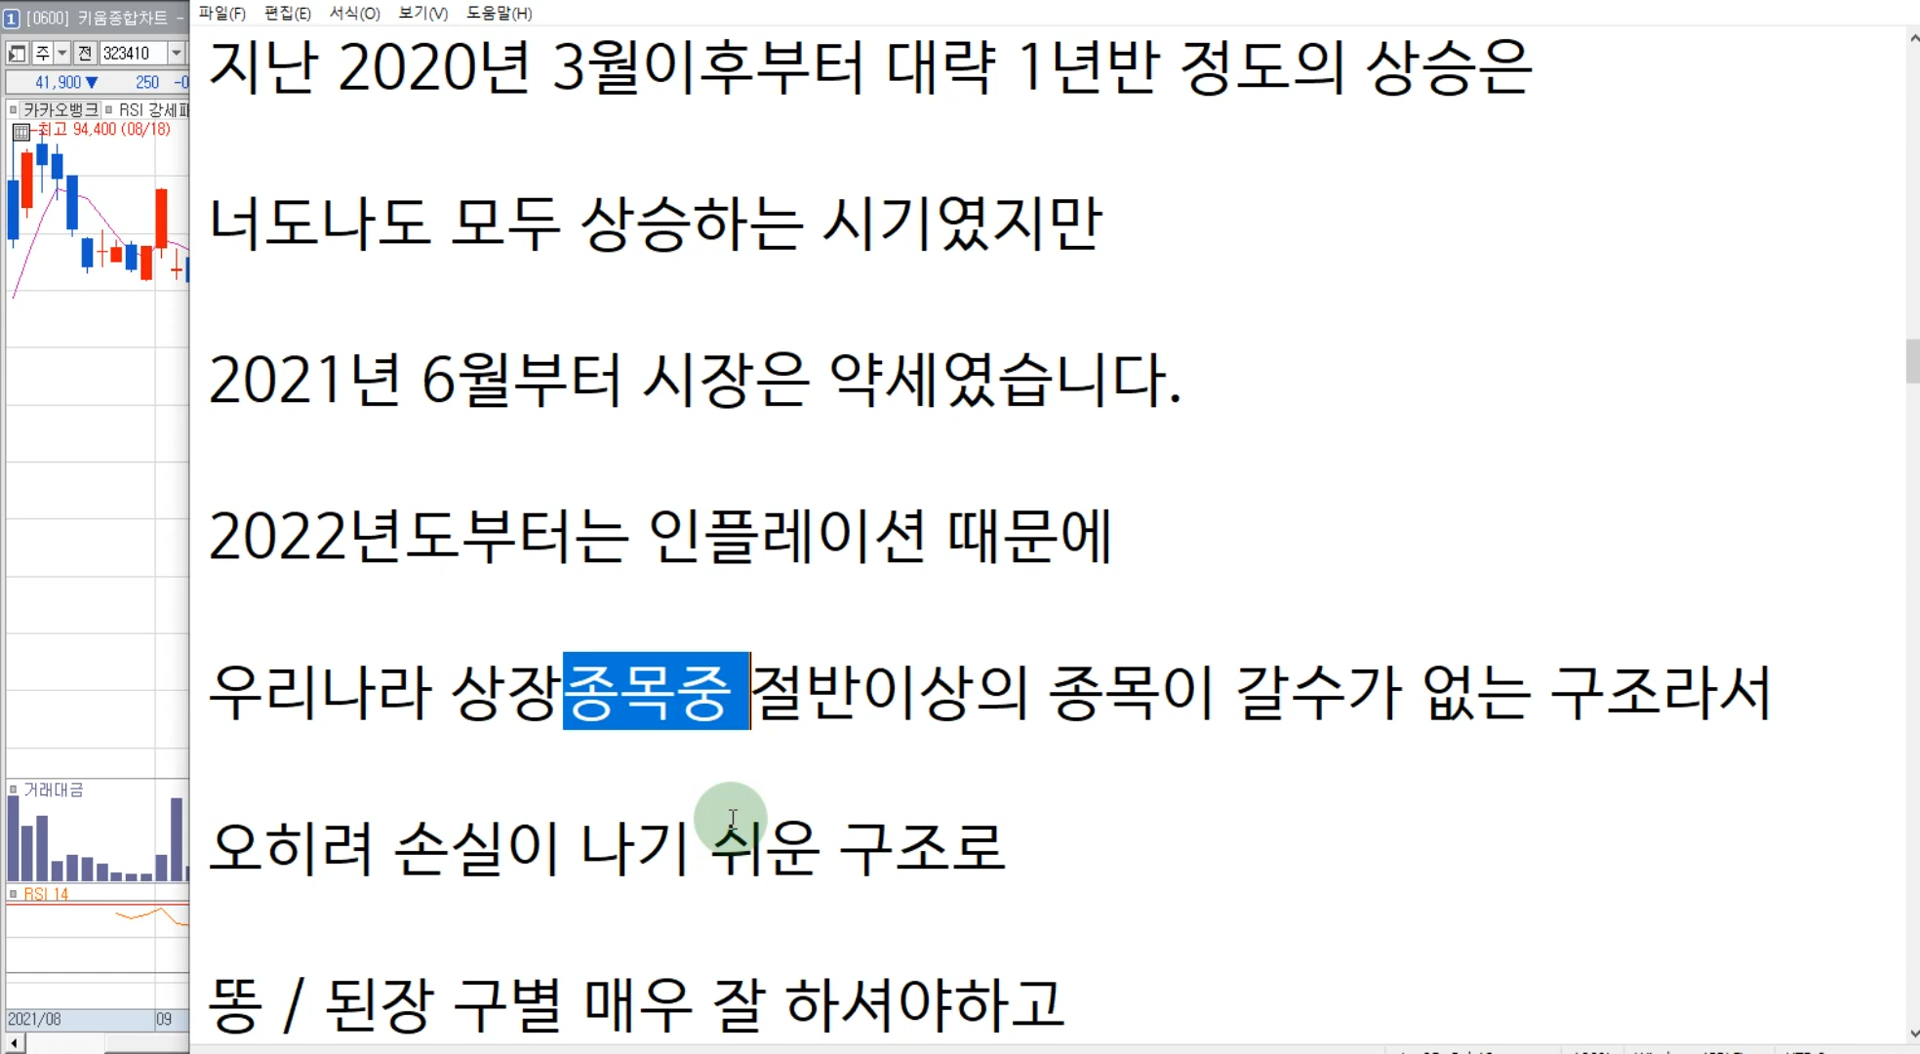 [0600] 키움종합차트 -
파일(F) 편집(E) 서식(O) 보기(V) 도움말(H)
주 전 323410
41,900▼ 250
카카오뱅크 RSI
최고 94,400 (08/18)
지난 2020년 3월이후부터 대략 1년반 정도의 상승은
너도나도 모두 상승하는 시기였지만
2021년 6월부터 시장은 약세였습니다.
2022년도부터는 인플레이션 때문에
우리나라 상장종목중 절반이상의 종목이 갈수가 없는 구조라서
오히려 손실이 나기 쉬운 구조로
똥 / 된장 구별 매우 잘 하셔야하고
거래대금
RSI 14
2021/08 09